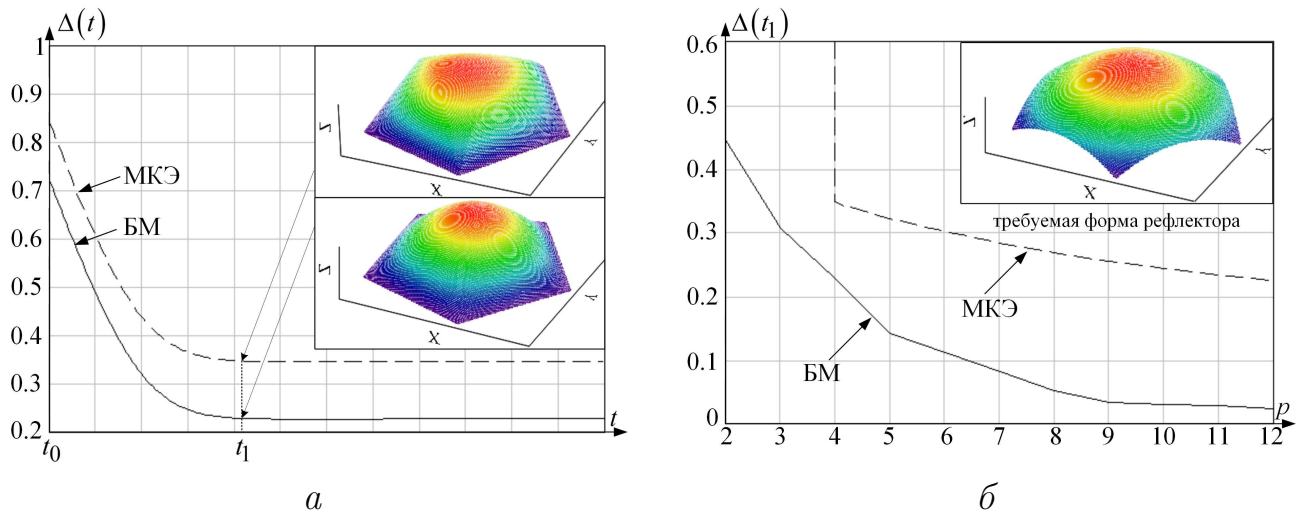 Δ(t)
1
0.9
0.8
0.7
0.6
0.5
0.4
0.3
0.2
МКЭ
БМ
Z
X
Y
Z
X
Y
t₀
t₁
t
а
Δ(t₁)
0.6
0.5
0.4
0.3
0.2
0.1
0
Z
X
Y
требуемая форма рефлектора
МКЭ
БМ
p
2 3 4 5 6 7 8 9 10 11 12
б